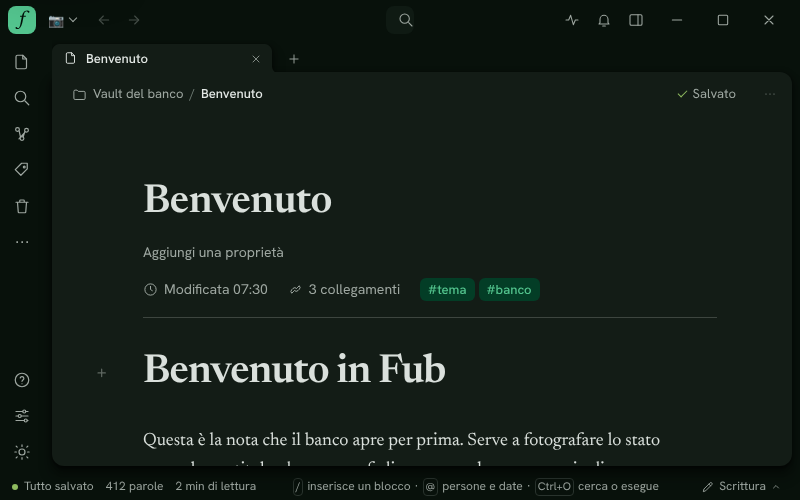 f
Benvenuto
Vault del banco / Benvenuto
Salvato
Benvenuto
Aggiungi una proprietà
Modificata 07:30 3 collegamenti #tema #banco
Benvenuto in Fub
Questa è la nota che il banco apre per prima. Serve a fotografare lo stato
Tutto salvato 412 parole 2 min di lettura / inserisce un blocco · @ persone e date · Ctrl+O cerca o esegue Scrittura